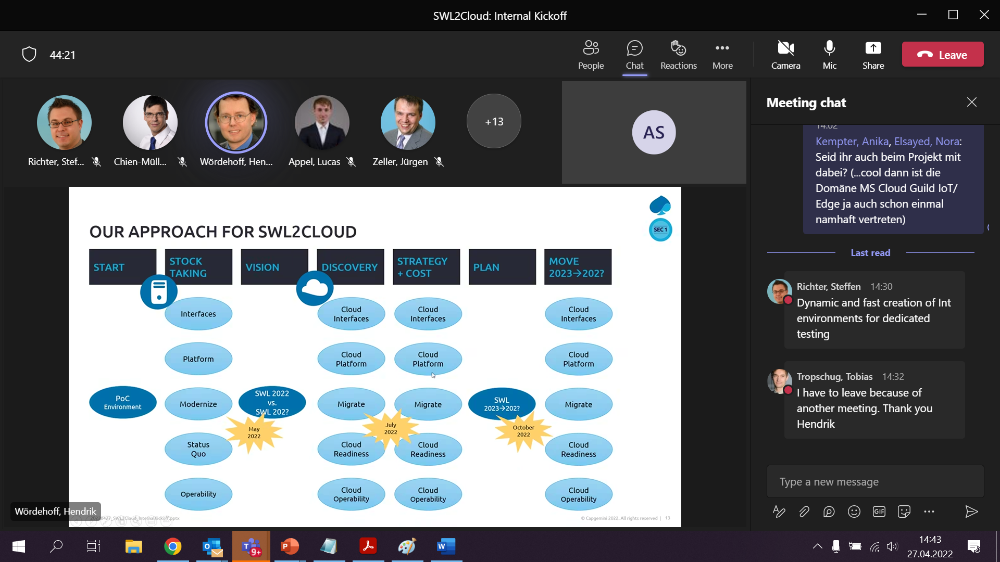 SWL2Cloud: Internal Kickoff
44:21
People
Chat
Reactions
More
Camera
Mic
Share
Leave
Richter, Stef...
Chien-Müll...
Wördehoff, Hen...
Appel, Lucas
Zeller, Jürgen
+13
AS
OUR APPROACH FOR SWL2CLOUD
SEC 1
START
STOCK
TAKING
VISION
DISCOVERY
STRATEGY
+ COST
PLAN
MOVE
2023→202?
Interfaces
Cloud
Interfaces
Cloud
Interfaces
Cloud
Interfaces
Platform
Cloud
Platform
Cloud
Platform
Cloud
Platform
PoC
Environment
Modernize
SWL 2022
vs.
SWL 202?
Migrate
Migrate
SWL
2023→202?
Migrate
May
2022
July
2022
October
2022
Status
Quo
Cloud
Readiness
Cloud
Readiness
Cloud
Readiness
Operability
Cloud
Operability
Cloud
Operability
Cloud
Operability
Wördehoff, Hendrik
20220427_SWL2Cloud_InternalKickoff.pptx
© Capgemini 2022. All rights reserved | 13
Meeting chat
14:02
Kempter, Anika, Elsayed, Nora:
Seid ihr auch beim Projekt mit
dabei? (...cool dann ist die
Domäne MS Cloud Guild IoT/
Edge ja auch schon einmal
namhaft vertreten)
Last read
Richter, Steffen 14:30
Dynamic and fast creation of Int
environments for dedicated
testing
Tropschug, Tobias 14:32
I have to leave because of
another meeting. Thank you
Hendrik
Type a new message
GIF
9+
14:43
27.04.2022